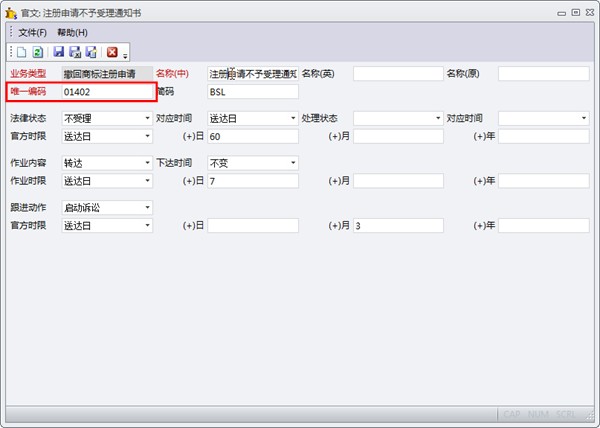 官文: 注册申请不予受理通知书
文件(F) 帮助(H)
业务类型 撤回商标注册申请 名称(中) 注册申请不予受理通知 名称(英) 名称(原)
唯一编码 01402 简码 BSL
法律状态 不受理 对应时间 送达日 处理状态 对应时间
官方时限 送达日 (+)日 60 (+)月 (+)年
作业内容 转达 下达时间 不变
作业时限 送达日 (+)日 7 (+)月 (+)年
跟进动作 启动诉讼
官方时限 送达日 (+)日 (+)月 3 (+)年
CAP NUM SCRL